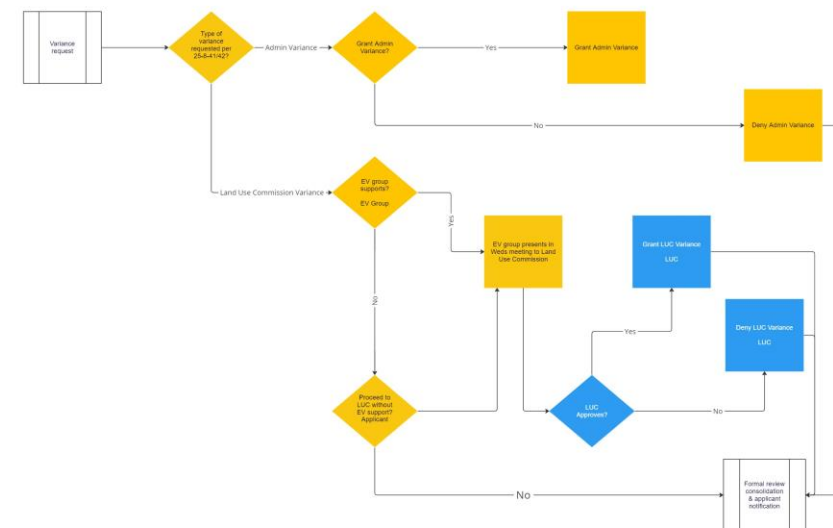 Variance
request
Type of
variance
requested per
25-8-41/42?
Admin Variance
Grant Admin
Variance?
Yes
Grant Admin Variance
No
Deny Admin Variance
Land Use Commission Variance
EV group
supports?
EV Group
Yes
EV group presents in
Weds meeting to Land
Use Commission
Grant LUC Variance
LUC
Deny LUC Variance
LUC
No
Yes
Proceed to
LUC without
EV support?
Applicant
LUC
Approves?
No
No
Formal review
consolidation
& applicant
notification